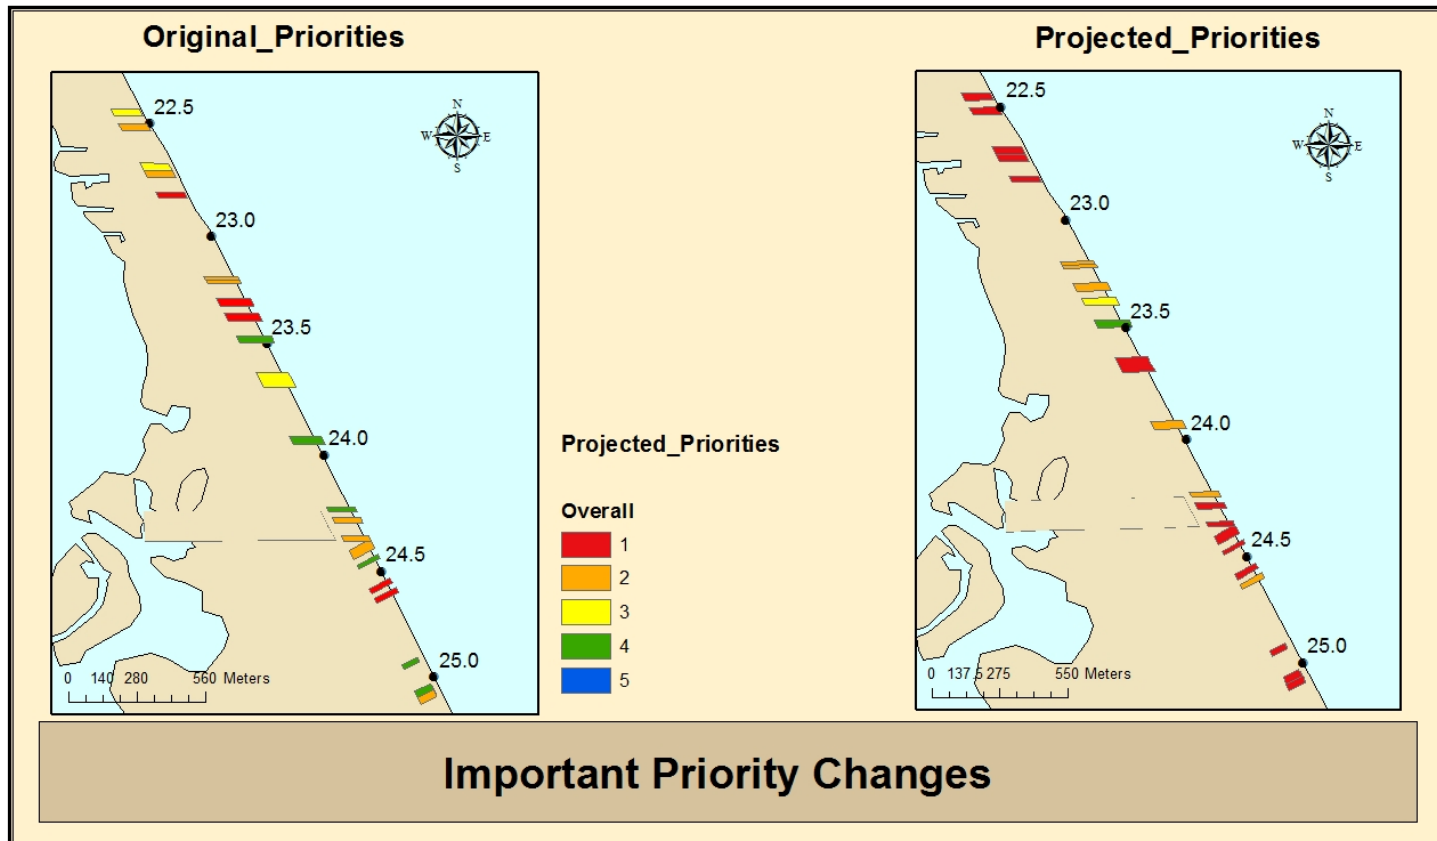 Original_Priorities
Projected_Priorities
22.5
N
W E
S
23.0
23.5
24.0
24.5
25.0
0 140 280 560 Meters
Projected_Priorities
Overall
1
2
3
4
5
22.5
N
W E
S
23.0
23.5
24.0
24.5
25.0
0 137.5 275 550 Meters
Important Priority Changes